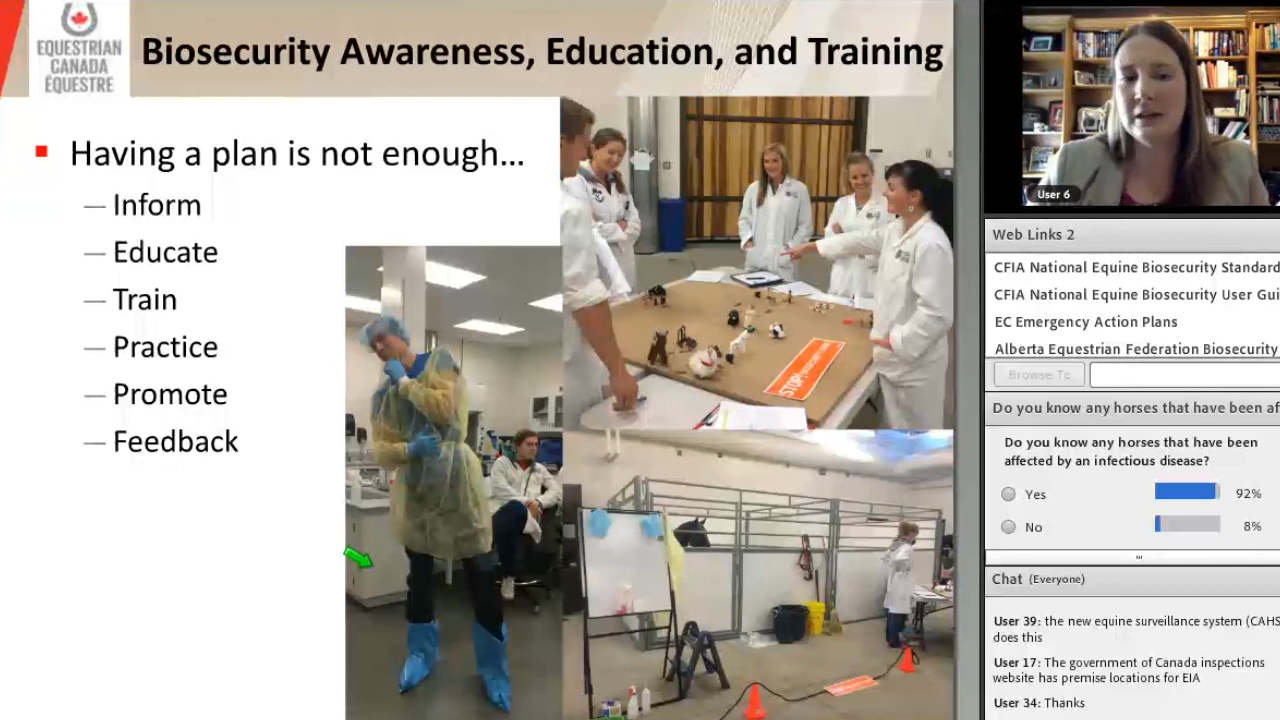 EQUESTRIAN
CANADA
ÉQUESTRE
Biosecurity Awareness, Education, and Training
Having a plan is not enough...
— Inform
— Educate
— Train
— Practice
— Promote
— Feedback
STOP!
User 6
Web Links 2
CFIA National Equine Biosecurity Standard
CFIA National Equine Biosecurity User Gui
EC Emergency Action Plans
Alberta Equestrian Federation Biosecurity
Browse To
Do you know any horses that have been af
Do you know any horses that have been
affected by an infectious disease?
Yes 92%
No 8%
Chat (Everyone)
User 39: the new equine surveillance system (CAHS
does this
User 17: The government of Canada inspections
website has premise locations for EIA
User 34: Thanks